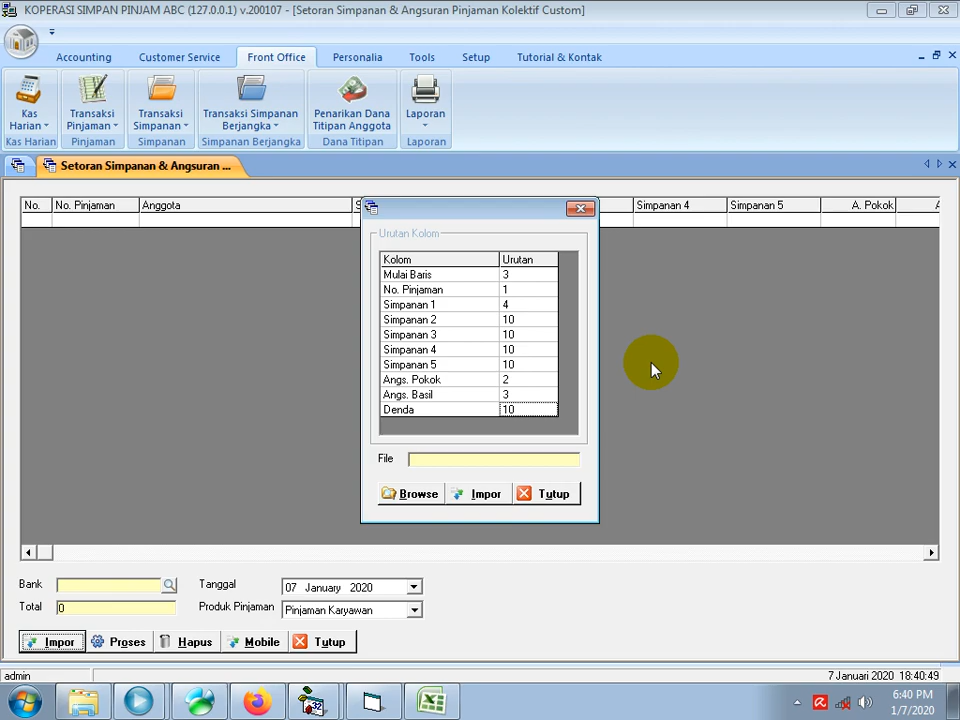 KOPERASI SIMPAN PINJAM ABC (127.0.0.1) v.200107 - [Setoran Simpanan & Angsuran Pinjaman Kolektif Custom]
Accounting Customer Service Front Office Personalia Tools Setup Tutorial & Kontak
Kas Harian Transaksi Pinjaman Transaksi Simpanan Transaksi Simpanan Berjangka Penarikan Dana Titipan Anggota Laporan
Kas Harian Pinjaman Simpanan Simpanan Berjangka Dana Titipan Laporan
Setoran Simpanan & Angsuran ...
No. No. Pinjaman Anggota Simpanan 4 Simpanan 5 A. Pokok
Urutan Kolom
Kolom Urutan
Mulai Baris 3
No. Pinjaman 1
Simpanan 1 4
Simpanan 2 10
Simpanan 3 10
Simpanan 4 10
Simpanan 5 10
Angs. Pokok 2
Angs. Basil 3
Denda 10
File
Browse Impor Tutup
Bank Tanggal 07 January 2020
Total 0 Produk Pinjaman Pinjaman Karyawan
Impor Proses Hapus Mobile Tutup
admin 7 Januari 2020 18:40:49
32
6:40 PM
1/7/2020